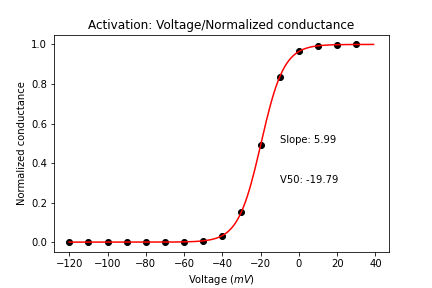 Activation: Voltage/Normalized conductance
1.0
0.8
0.6
0.4
0.2
0.0
Normalized conductance
Slope: 5.99
V50: -19.79
−120 −100 −80 −60 −40 −20 0 20 40
Voltage (mV)